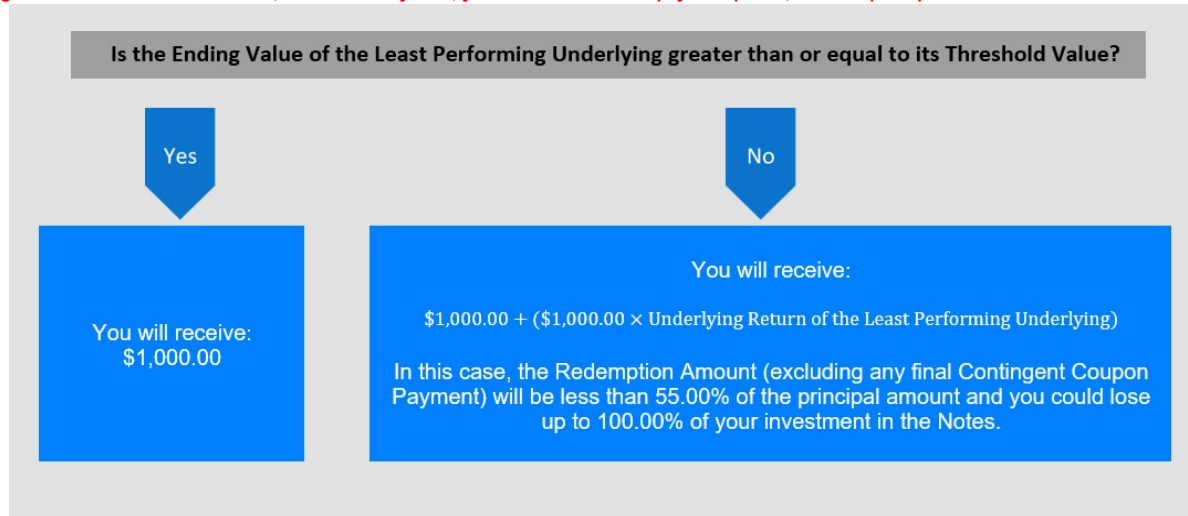 Is the Ending Value of the Least Performing Underlying greater than or equal to its Threshold Value?
Yes
No
You will receive:
$1,000.00
You will receive:
$1,000.00 + ($1,000.00 × Underlying Return of the Least Performing Underlying)
In this case, the Redemption Amount (excluding any final Contingent Coupon
Payment) will be less than 55.00% of the principal amount and you could lose
up to 100.00% of your investment in the Notes.